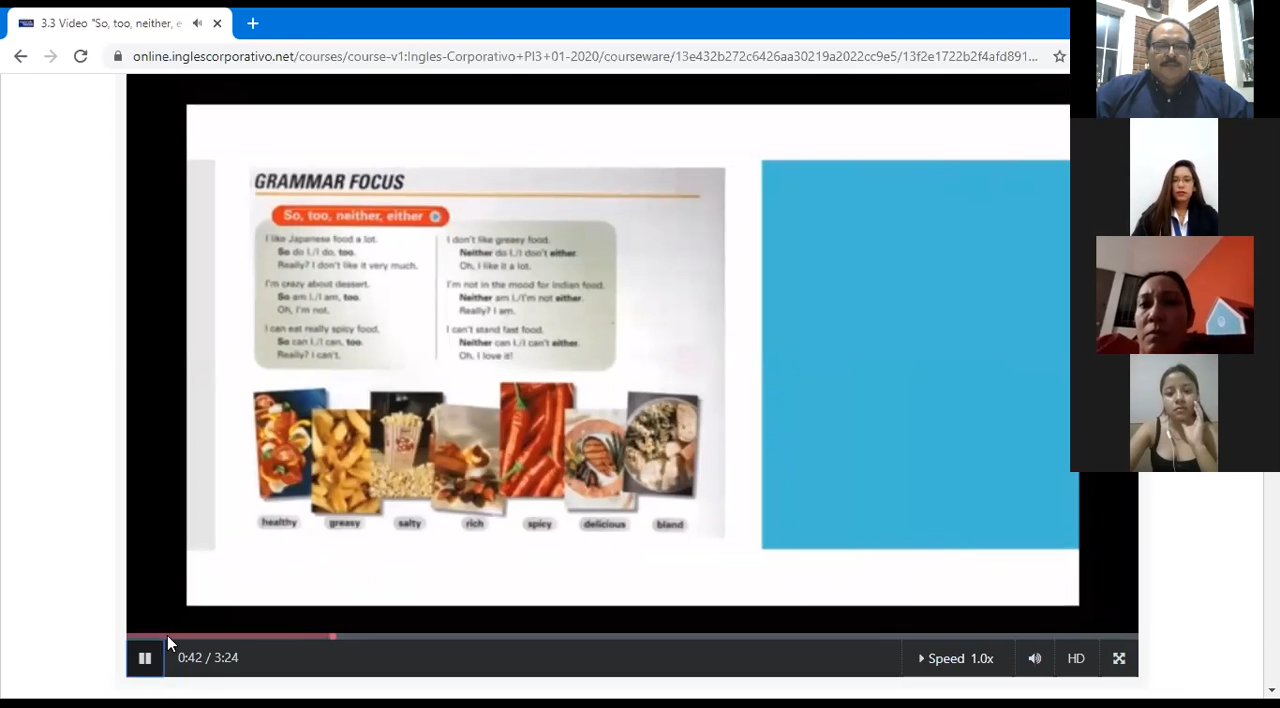 3.3 Video "So, too, neither, e
online.inglescorporativo.net/courses/course-v1:Ingles-Corporativo+PI3+01-2020/courseware/13e432b272c6426aa30219a2022cc9e5/13f2e1722b2f4afd891...
GRAMMAR FOCUS
So, too, neither, either
I like Japanese food a lot.
So do I./I do, too.
Really? I don't like it very much.
I'm crazy about dessert.
So am I./I am, too.
Oh, I'm not.
I can eat really spicy food.
So can I./I can, too.
Really? I can't.
I don't like greasy food.
Neither do I./I don't either.
Oh, I like it a lot.
I'm not in the mood for Indian food.
Neither am I./I'm not either.
Really? I am.
I can't stand fast food.
Neither can I./I can't either.
Oh, I love it!
healthy greasy salty rich spicy delicious bland
0:42 / 3:24
Speed 1.0x
HD